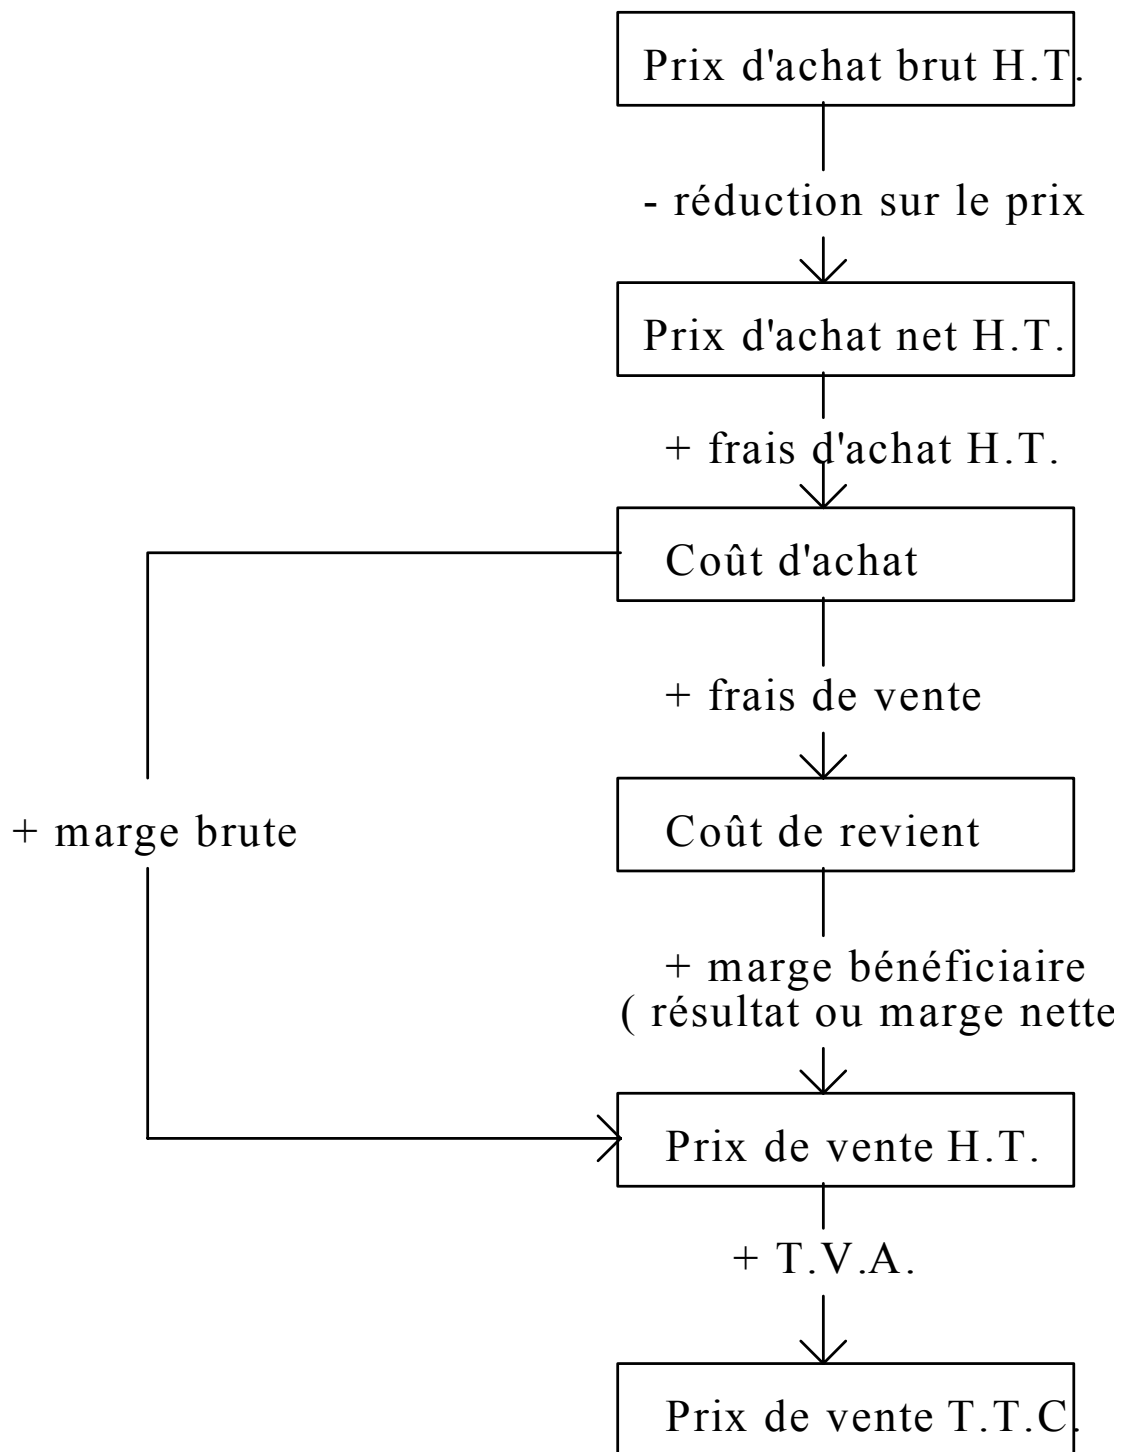 Prix d'achat brut H.T.
- réduction sur le prix
Prix d'achat net H.T.
+ frais d'achat H.T.
Coût d'achat
+ frais de vente
+ marge brute
Coût de revient
+ marge bénéficiaire
( résultat ou marge nette
Prix de vente H.T.
+ T.V.A.
Prix de vente T.T.C.